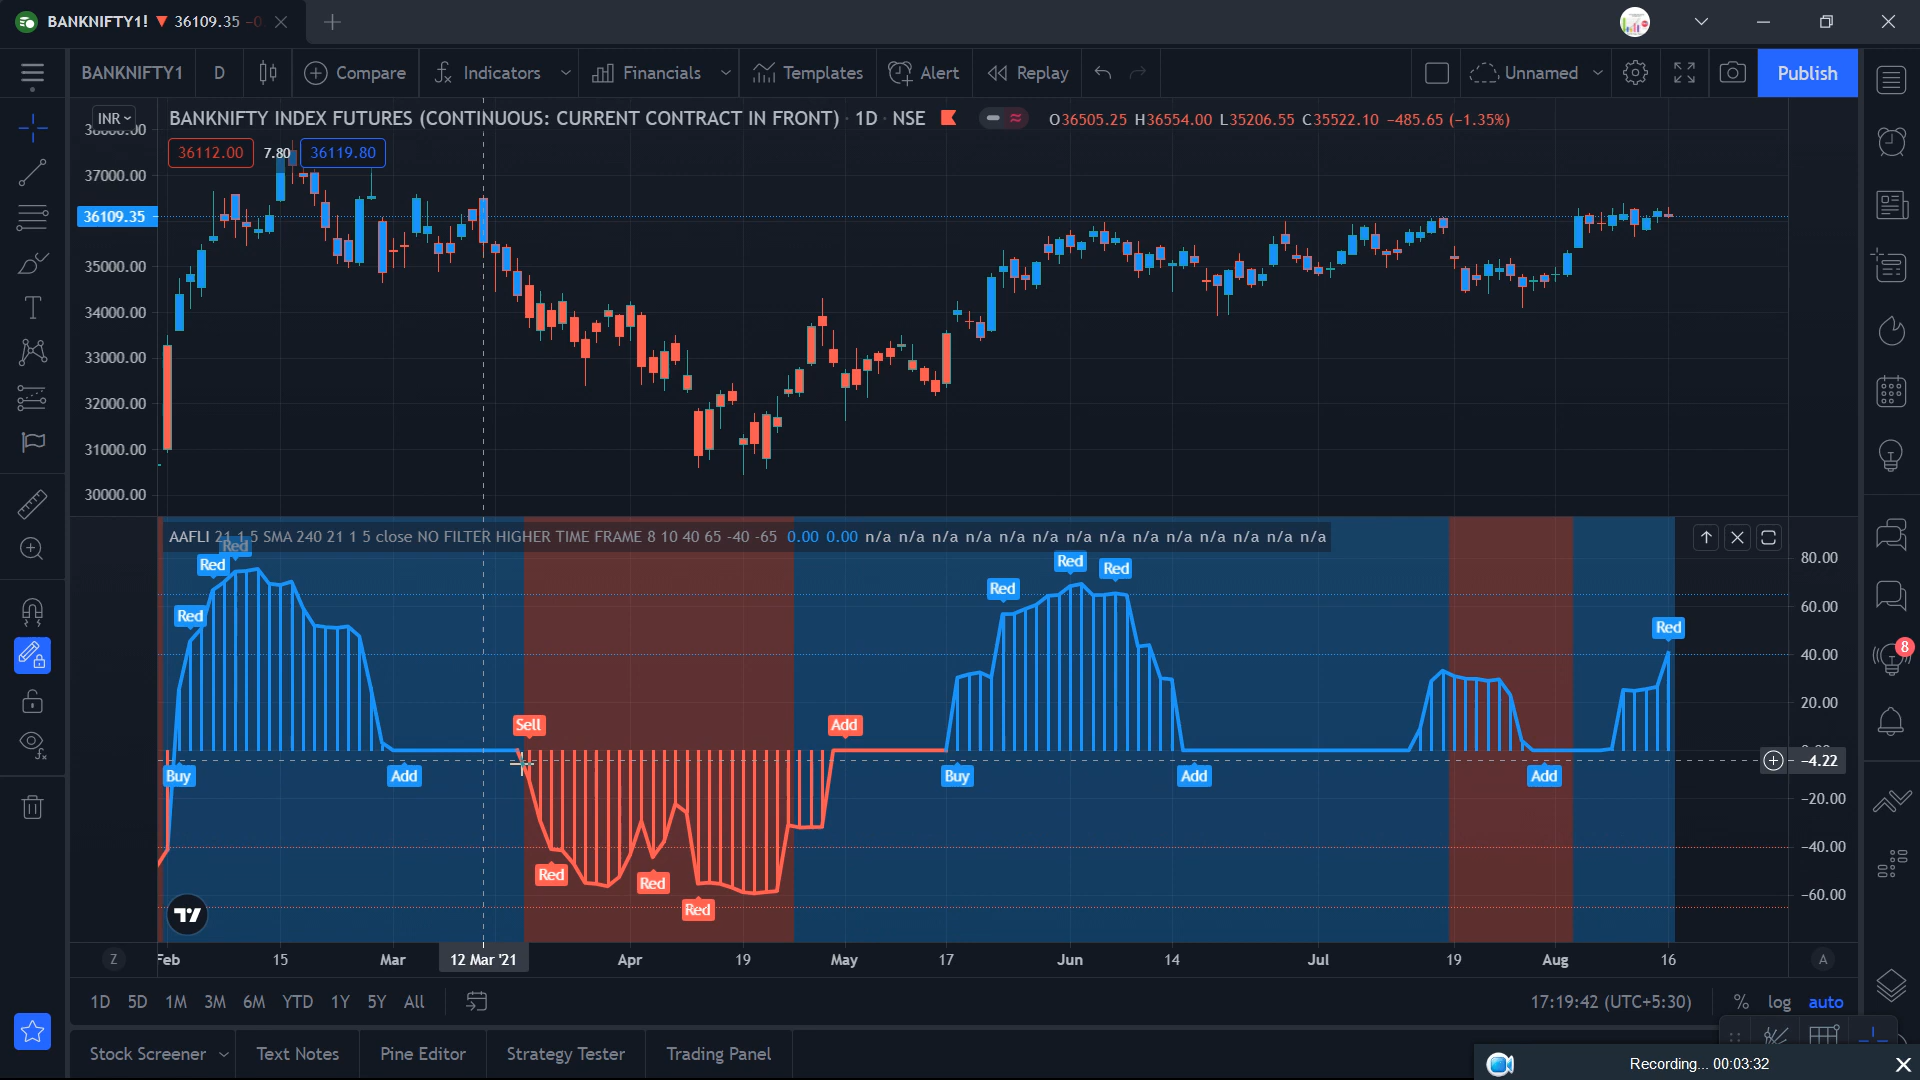 BANKNIFTY1! ▼ 36109.35 −0
BANKNIFTY1 D Compare Indicators Financials Templates Alert Replay Unnamed Publish
INR BANKNIFTY INDEX FUTURES (CONTINUOUS: CURRENT CONTRACT IN FRONT) · 1D · NSE O36505.25 H36554.00 L35206.55 C35522.10 −485.65 (−1.35%)
36112.00 7.80 36119.80
37000.00
36109.35
35000.00
34000.00
33000.00
32000.00
31000.00
30000.00
AAFLI 21 1 5 SMA 240 21 1 5 close NO FILTER HIGHER TIME FRAME 8 10 40 65 -40 -65 0.00 0.00 n/a n/a n/a n/a n/a n/a n/a n/a n/a n/a n/a n/a n/a n/a
Red
80.00
Red Red Red
Red
60.00
Red
Red
40.00
20.00
Sell Add
−4.22
Buy Add Buy Add Add
−20.00
−40.00
Red Red
−60.00
Red
Z Feb 15 Mar 12 Mar '21 Apr 19 May 17 Jun 14 Jul 19 Aug 16 A
1D 5D 1M 3M 6M YTD 1Y 5Y All 17:19:42 (UTC+5:30) % log auto
Stock Screener Text Notes Pine Editor Strategy Tester Trading Panel
Recording... 00:03:32
8